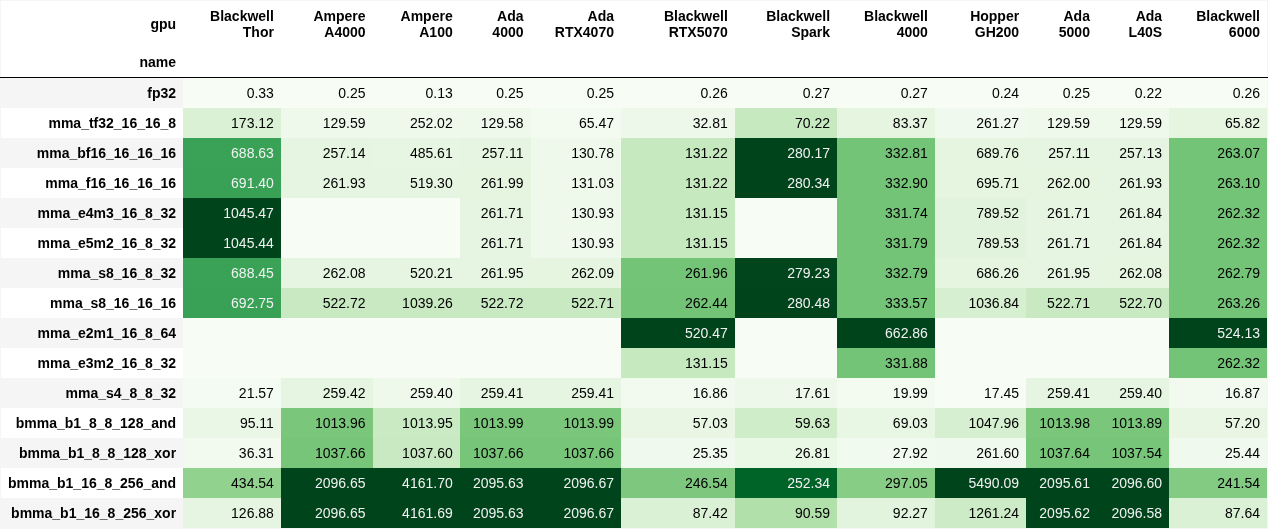 gpu Blackwell Thor Ampere A4000 Ampere A100 Ada 4000 Ada RTX4070 Blackwell RTX5070 Blackwell Spark Blackwell 4000 Hopper GH200 Ada 5000 Ada L40S Blackwell 6000
name
fp32 0.33 0.25 0.13 0.25 0.25 0.26 0.27 0.27 0.24 0.25 0.22 0.26
mma_tf32_16_16_8 173.12 129.59 252.02 129.58 65.47 32.81 70.22 83.37 261.27 129.59 129.59 65.82
mma_bf16_16_16_16 688.63 257.14 485.61 257.11 130.78 131.22 280.17 332.81 689.76 257.11 257.13 263.07
mma_f16_16_16_16 691.40 261.93 519.30 261.99 131.03 131.22 280.34 332.90 695.71 262.00 261.93 263.10
mma_e4m3_16_8_32 1045.47 261.71 130.93 131.15 331.74 789.52 261.71 261.84 262.32
mma_e5m2_16_8_32 1045.44 261.71 130.93 131.15 331.79 789.53 261.71 261.84 262.32
mma_s8_16_8_32 688.45 262.08 520.21 261.95 262.09 261.96 279.23 332.79 686.26 261.95 262.08 262.79
mma_s8_16_16_16 692.75 522.72 1039.26 522.72 522.71 262.44 280.48 333.57 1036.84 522.71 522.70 263.26
mma_e2m1_16_8_64 520.47 662.86 524.13
mma_e3m2_16_8_32 131.15 331.88 262.32
mma_s4_8_8_32 21.57 259.42 259.40 259.41 259.41 16.86 17.61 19.99 17.45 259.41 259.40 16.87
bmma_b1_8_8_128_and 95.11 1013.96 1013.95 1013.99 1013.99 57.03 59.63 69.03 1047.96 1013.98 1013.89 57.20
bmma_b1_8_8_128_xor 36.31 1037.66 1037.60 1037.66 1037.66 25.35 26.81 27.92 261.60 1037.64 1037.54 25.44
bmma_b1_16_8_256_and 434.54 2096.65 4161.70 2095.63 2096.67 246.54 252.34 297.05 5490.09 2095.61 2096.60 241.54
bmma_b1_16_8_256_xor 126.88 2096.65 4161.69 2095.63 2096.67 87.42 90.59 92.27 1261.24 2095.62 2096.58 87.64